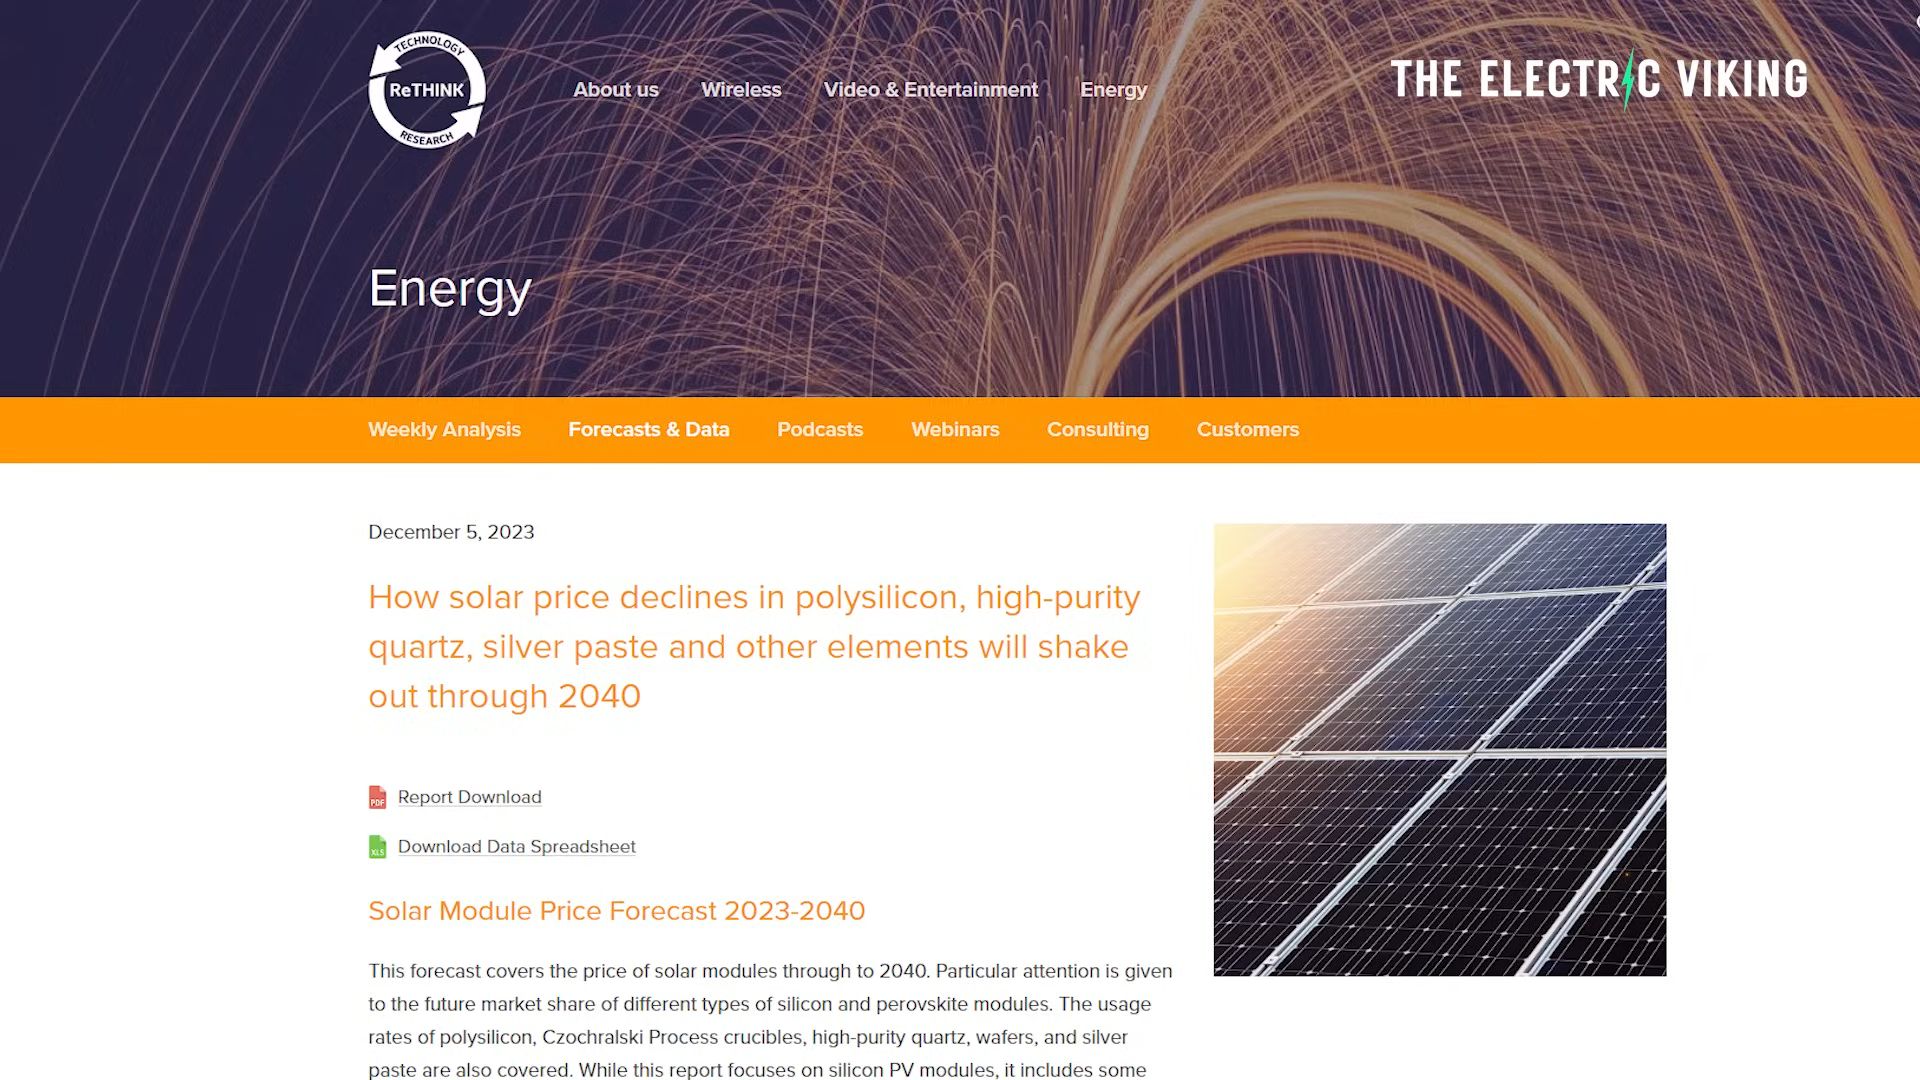 TECHNOLOGY
ReTHINK
RESEARCH
About us
Wireless
Video & Entertainment
Energy
THE ELECTRIC VIKING
Energy
Weekly Analysis
Forecasts & Data
Podcasts
Webinars
Consulting
Customers
December 5, 2023
How solar price declines in polysilicon, high-purity
quartz, silver paste and other elements will shake
out through 2040
PDF
Report Download
XLS
Download Data Spreadsheet
Solar Module Price Forecast 2023-2040
This forecast covers the price of solar modules through to 2040. Particular attention is given
to the future market share of different types of silicon and perovskite modules. The usage
rates of polysilicon, Czochralski Process crucibles, high-purity quartz, wafers, and silver
paste are also covered. While this report focuses on silicon PV modules, it includes some